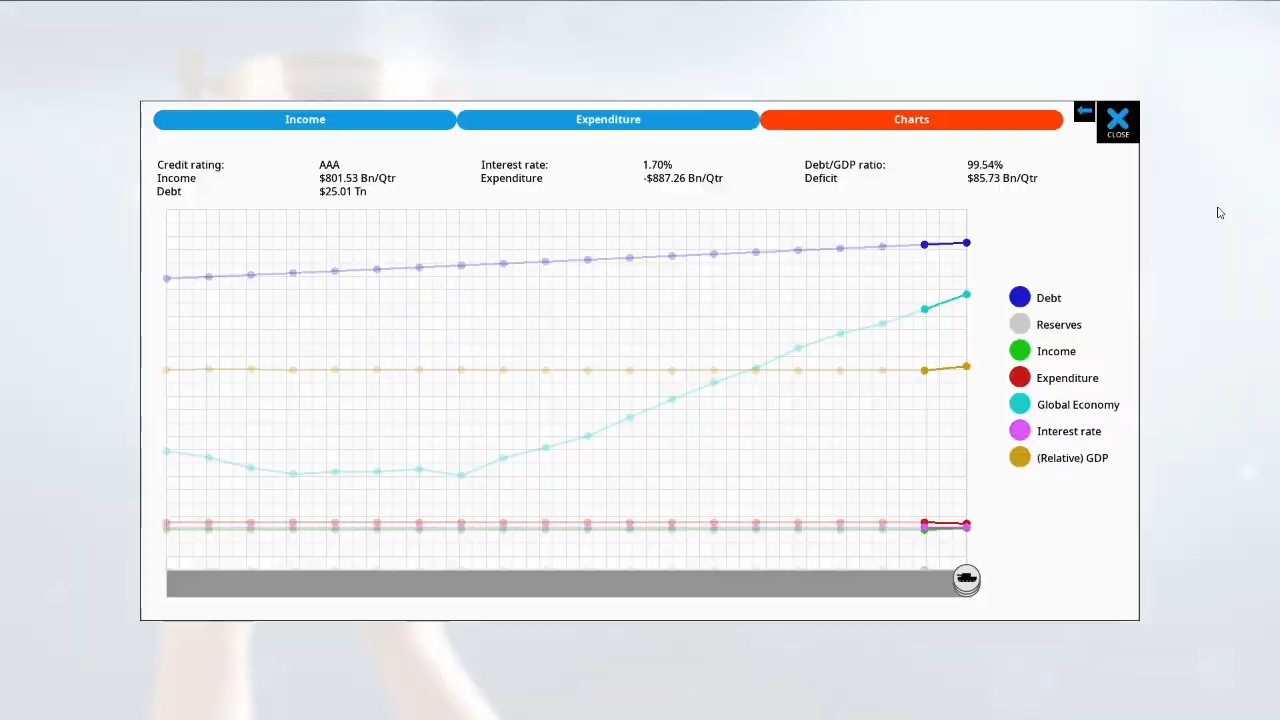 Income Expenditure Charts
CLOSE
Credit rating: AAA Interest rate: 1.70% Debt/GDP ratio: 99.54%
Income $801.53 Bn/Qtr Expenditure -$887.26 Bn/Qtr Deficit $85.73 Bn/Qtr
Debt $25.01 Tn
Debt
Reserves
Income
Expenditure
Global Economy
Interest rate
(Relative) GDP